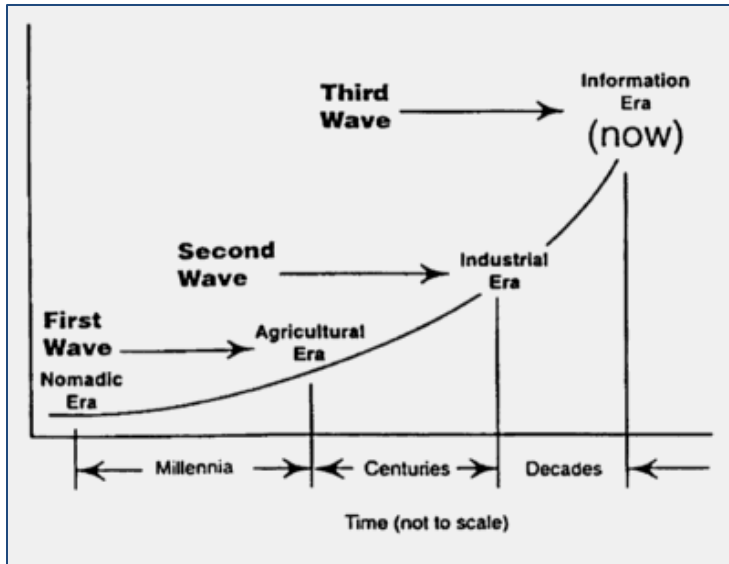 Third
Wave
Information
Era
(now)
Second
Wave
Industrial
Era
First
Wave
Agricultural
Era
Nomadic
Era
Millennia
Centuries
Decades
Time (not to scale)